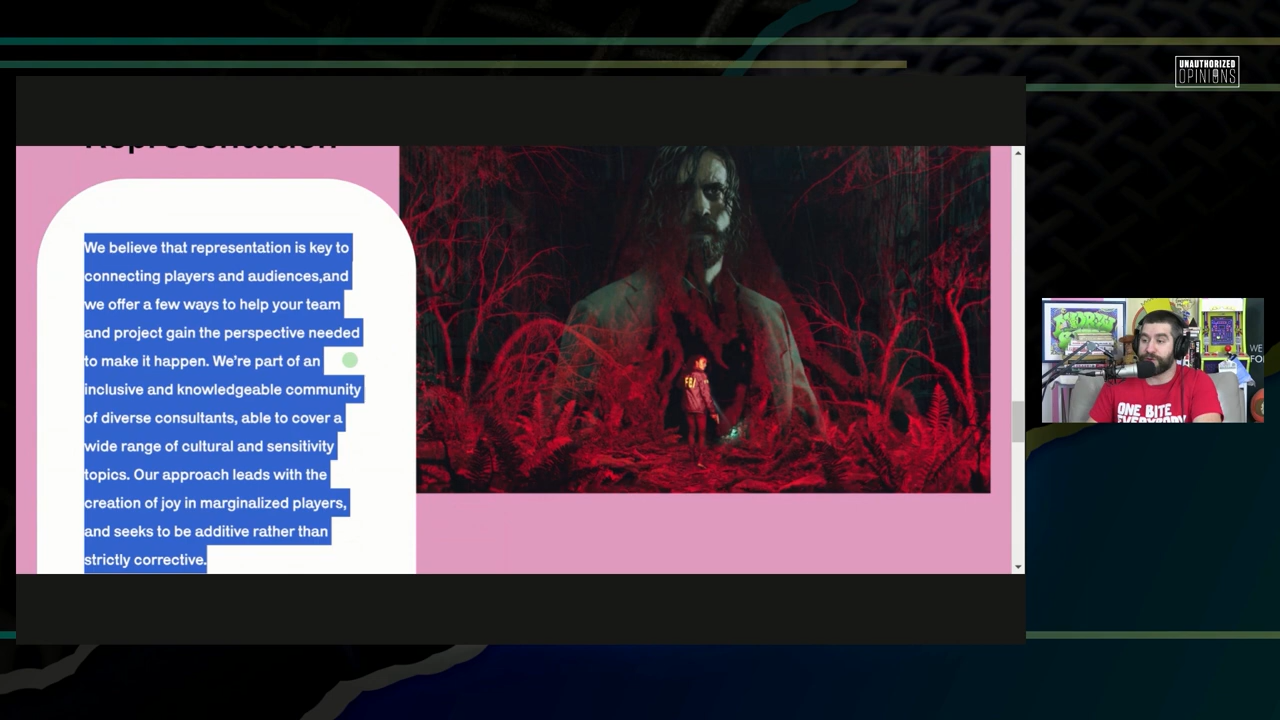 UNAUTHORIZED
OPINIONS
Representation
We believe that representation is key to
connecting players and audiences,and
we offer a few ways to help your team
and project gain the perspective needed
to make it happen. We're part of an
inclusive and knowledgeable community
of diverse consultants, able to cover a
wide range of cultural and sensitivity
topics. Our approach leads with the
creation of joy in marginalized players,
and seeks to be additive rather than
strictly corrective.
FBI
ONE BITE
EVERYBODY
WE